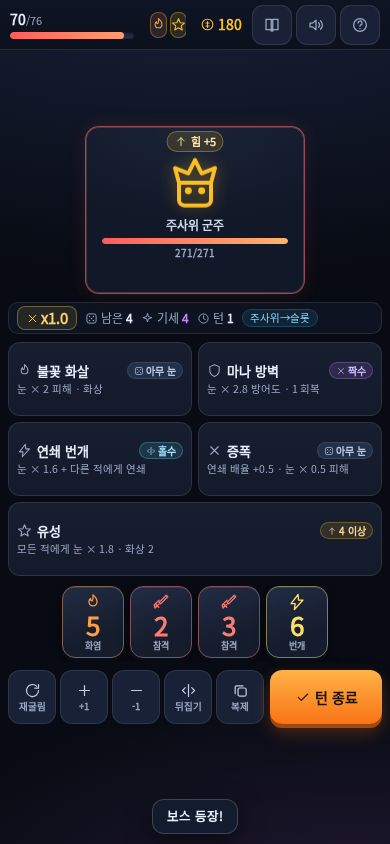 70/76
180
힘 +5
주사위 군주
271/271
x1.0 남은 4 기세 4 턴 1 주사위→슬롯
불꽃 화살 아무 눈
눈 × 2 피해 · 화상
마나 방벽 짝수
눈 × 2.8 방어도 · 1 회복
연쇄 번개 홀수
눈 × 1.6 + 다른 적에게 연쇄
증폭 아무 눈
연쇄 배율 +0.5 · 눈 × 0.5 피해
유성 4 이상
모든 적에게 눈 × 1.8 · 화상 2
5 2 3 6
화염 참격 참격 번개
재굴림 +1 -1 뒤집기 복제
턴 종료
보스 등장!